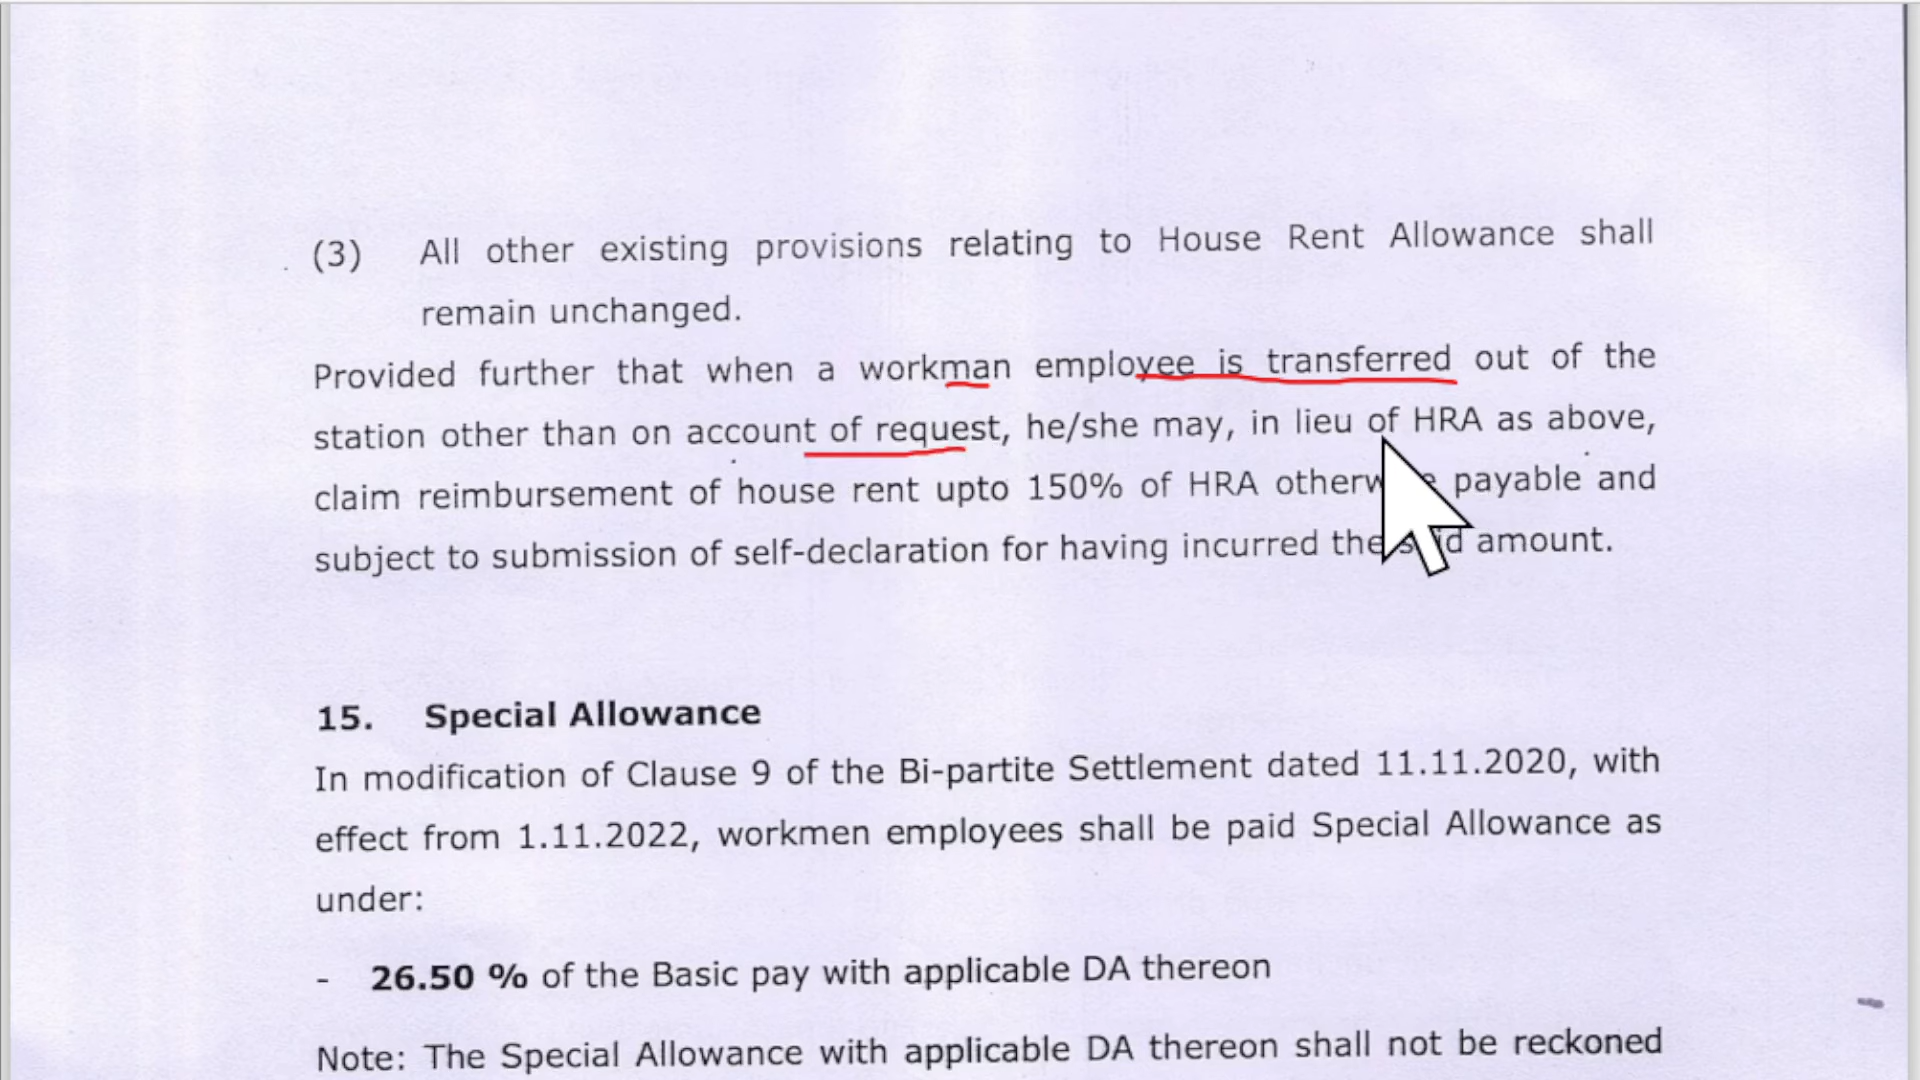 (3) All other existing provisions relating to House Rent Allowance shall
remain unchanged.
Provided further that when a workman employee is transferred out of the
station other than on account of request, he/she may, in lieu of HRA as above,
claim reimbursement of house rent upto 150% of HRA payable and
subject to submission of self-declaration for having incurred the amount.
15. Special Allowance
In modification of Clause 9 of the Bi-partite Settlement dated 11.11.2020, with
effect from 1.11.2022, workmen employees shall be paid Special Allowance as
under:
- 26.50 % of the Basic pay with applicable DA thereon
Note: The Special Allowance with applicable DA thereon shall not be reckoned